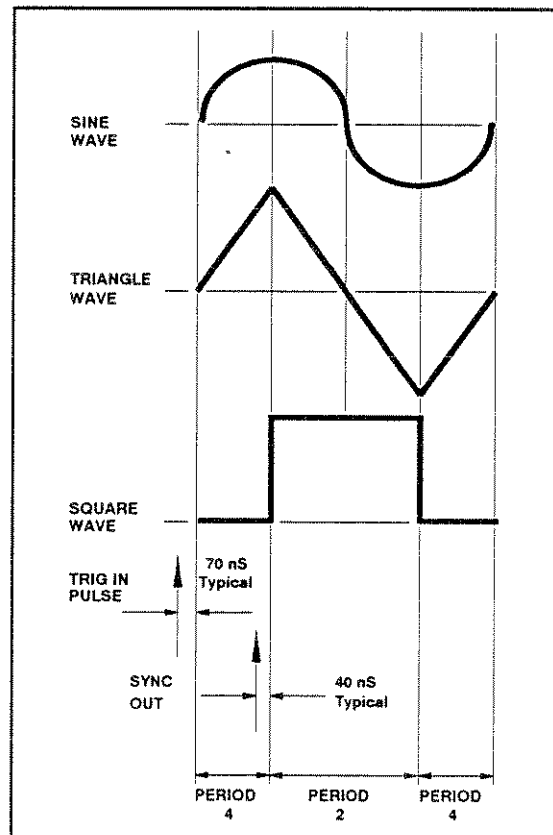 SINE
WAVE
TRIANGLE
WAVE
SQUARE
WAVE
70 nS
Typical
TRIG IN
PULSE
SYNC
OUT
40 nS
Typical
PERIOD
4
PERIOD
2
PERIOD
4